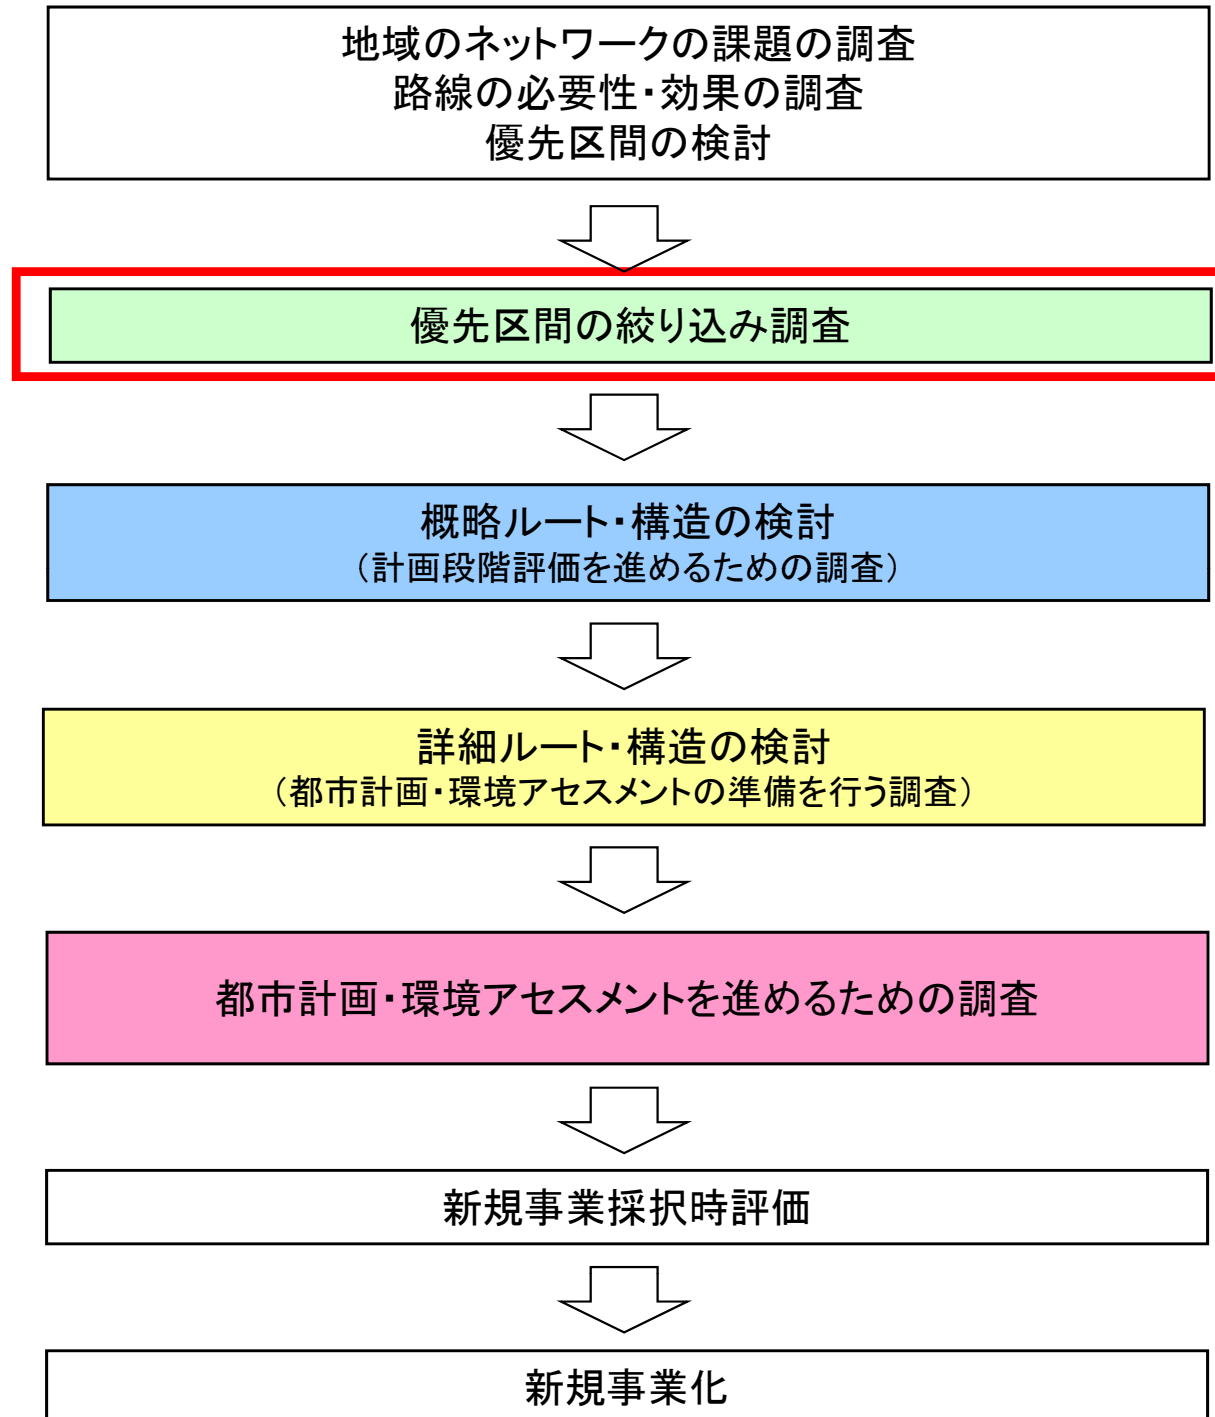 地域のネットワークの課題の調査
路線の必要性・効果の調査
優先区間の検討
優先区間の絞り込み調査
概略ルート・構造の検討
（計画段階評価を進めるための調査）
詳細ルート・構造の検討
（都市計画・環境アセスメントの準備を行う調査）
都市計画・環境アセスメントを進めるための調査
新規事業採択時評価
新規事業化